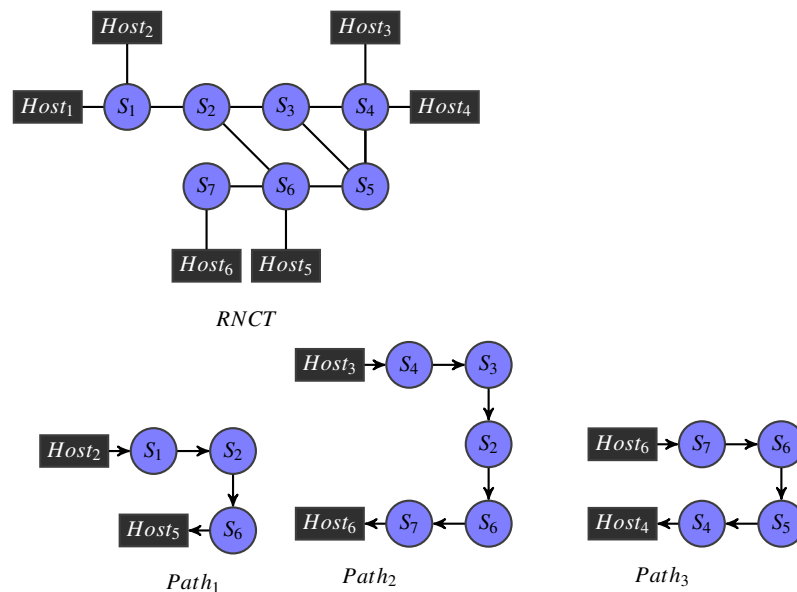 Host₂ Host₃
Host₁ S₁ S₂ S₃ S₄ Host₄
S₇ S₆ S₅
Host₆ Host₅
RNCT
Host₃ S₄ S₃
Host₂ S₁ S₂ S₂ Host₆ S₇ S₆
Host₅ S₆ Host₆ S₇ S₆ Host₄ S₄ S₅
Path₁ Path₂ Path₃